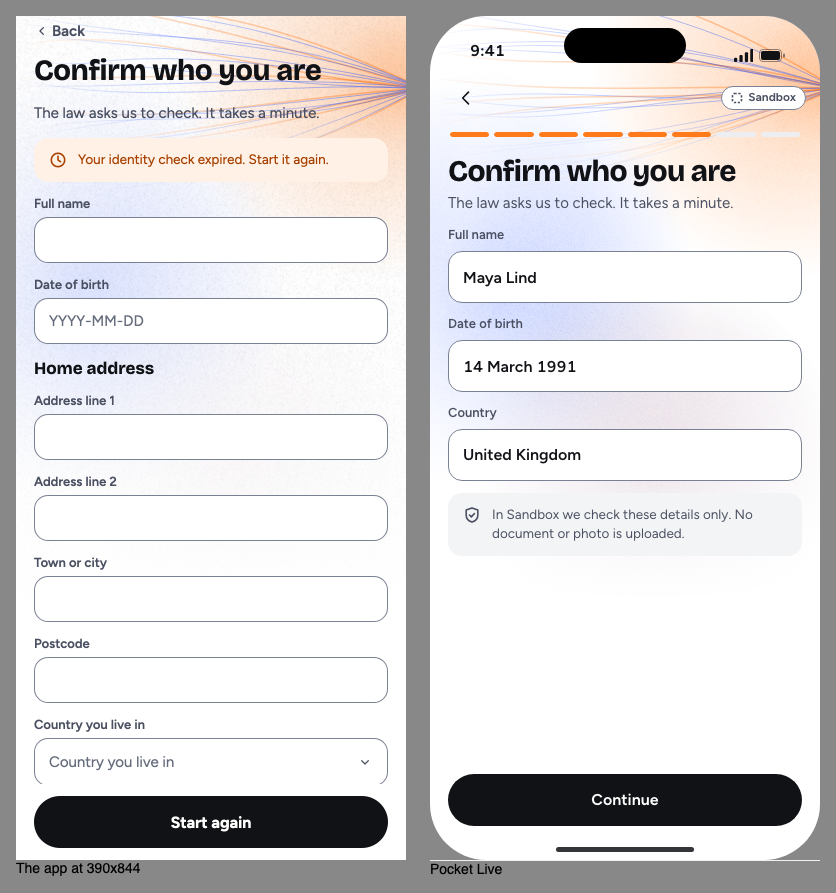 Back
Confirm who you are
The law asks us to check. It takes a minute.
Your identity check expired. Start it again.
Full name
Date of birth
YYYY-MM-DD
Home address
Address line 1
Address line 2
Town or city
Postcode
Country you live in
Country you live in
Start again
The app at 390x844
9:41
Sandbox
Confirm who you are
The law asks us to check. It takes a minute.
Full name
Maya Lind
Date of birth
14 March 1991
Country
United Kingdom
In Sandbox we check these details only. No
document or photo is uploaded.
Continue
Pocket Live